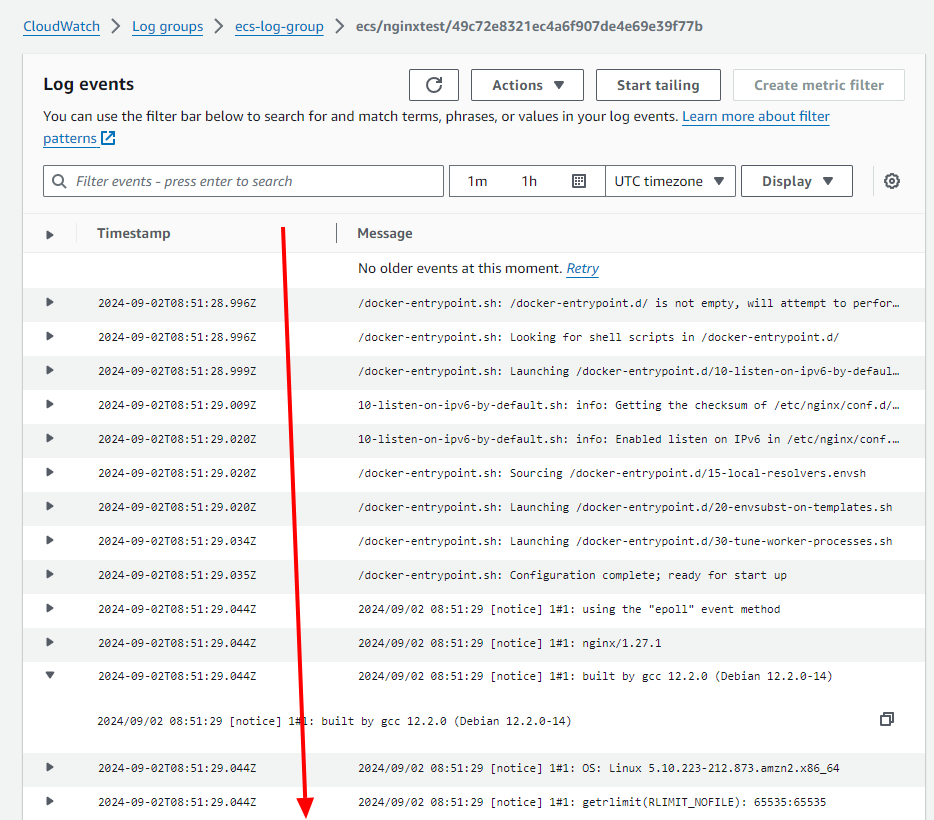 CloudWatch > Log groups > ecs-log-group > ecs/nginxtest/49c72e8321ec4a6f907de4e69e39f77b
Log events
Actions ▼
Start tailing
Create metric filter
You can use the filter bar below to search for and match terms, phrases, or values in your log events. Learn more about filter
patterns
Filter events - press enter to search
1m 1h
UTC timezone ▼
Display ▼
Timestamp Message
No older events at this moment. Retry
2024-09-02T08:51:28.996Z /docker-entrypoint.sh: /docker-entrypoint.d/ is not empty, will attempt to perfor…
2024-09-02T08:51:28.996Z /docker-entrypoint.sh: Looking for shell scripts in /docker-entrypoint.d/
2024-09-02T08:51:28.999Z /docker-entrypoint.sh: Launching /docker-entrypoint.d/10-listen-on-ipv6-by-defaul…
2024-09-02T08:51:29.009Z 10-listen-on-ipv6-by-default.sh: info: Getting the checksum of /etc/nginx/conf.d/…
2024-09-02T08:51:29.020Z 10-listen-on-ipv6-by-default.sh: info: Enabled listen on IPv6 in /etc/nginx/conf.…
2024-09-02T08:51:29.020Z /docker-entrypoint.sh: Sourcing /docker-entrypoint.d/15-local-resolvers.envsh
2024-09-02T08:51:29.020Z /docker-entrypoint.sh: Launching /docker-entrypoint.d/20-envsubst-on-templates.sh
2024-09-02T08:51:29.034Z /docker-entrypoint.sh: Launching /docker-entrypoint.d/30-tune-worker-processes.sh
2024-09-02T08:51:29.035Z /docker-entrypoint.sh: Configuration complete; ready for start up
2024-09-02T08:51:29.044Z 2024/09/02 08:51:29 [notice] 1#1: using the "epoll" event method
2024-09-02T08:51:29.044Z 2024/09/02 08:51:29 [notice] 1#1: nginx/1.27.1
2024-09-02T08:51:29.044Z 2024/09/02 08:51:29 [notice] 1#1: built by gcc 12.2.0 (Debian 12.2.0-14)
2024/09/02 08:51:29 [notice] 1#1: built by gcc 12.2.0 (Debian 12.2.0-14)
2024-09-02T08:51:29.044Z 2024/09/02 08:51:29 [notice] 1#1: OS: Linux 5.10.223-212.873.amzn2.x86_64
2024-09-02T08:51:29.044Z 2024/09/02 08:51:29 [notice] 1#1: getrlimit(RLIMIT_NOFILE): 65535:65535